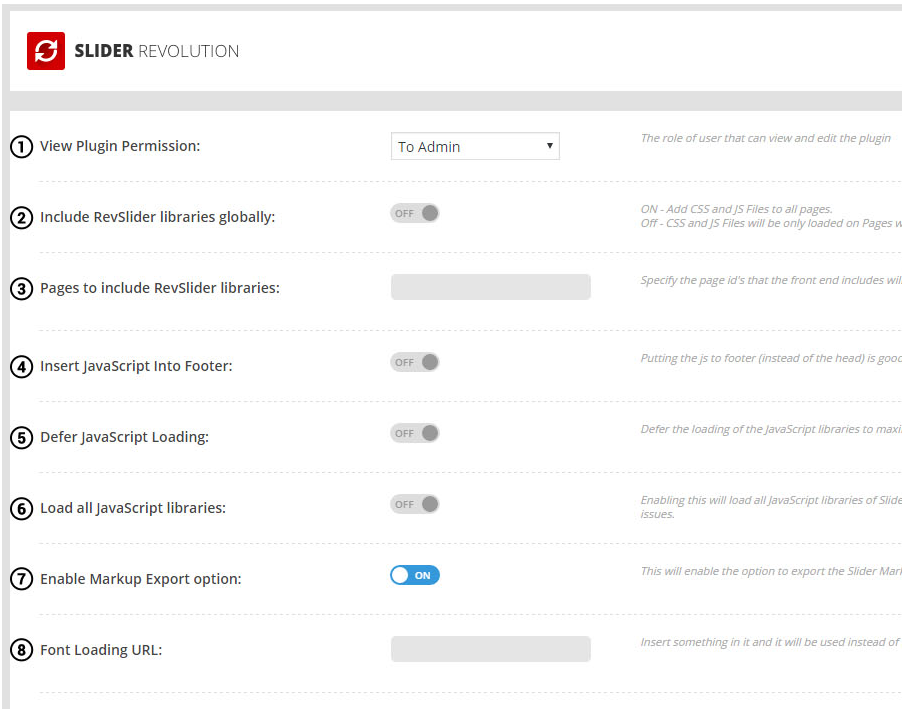 SLIDER REVOLUTION
1 View Plugin Permission: To Admin The role of user that can view and edit the plugin
2 Include RevSlider libraries globally: OFF ON - Add CSS and JS Files to all pages.
Off - CSS and JS Files will be only loaded on Pages w
3 Pages to include RevSlider libraries: Specify the page id's that the front end includes wil
4 Insert JavaScript Into Footer: OFF Putting the js to footer (instead of the head) is good
5 Defer JavaScript Loading: OFF Defer the loading of the JavaScript libraries to maxi
6 Load all JavaScript libraries: OFF Enabling this will load all JavaScript libraries of Slide
issues.
7 Enable Markup Export option: ON This will enable the option to export the Slider Mar
8 Font Loading URL: Insert something in it and it will be used instead of